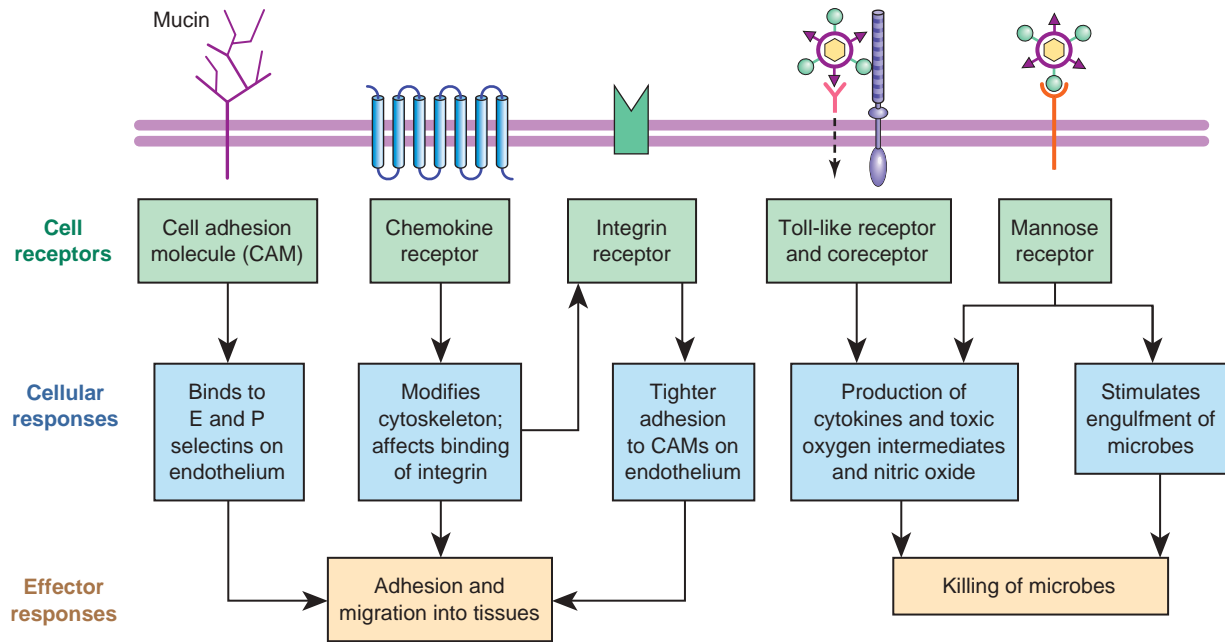 Mucin
Cell
receptors
Cell adhesion
molecule (CAM)
Chemokine
receptor
Integrin
receptor
Toll-like receptor
and coreceptor
Mannose
receptor
Cellular
responses
Binds to
E and P
selectins on
endothelium
Modifies
cytoskeleton;
affects binding
of integrin
Tighter
adhesion
to CAMs on
endothelium
Production of
cytokines and toxic
oxygen intermediates
and nitric oxide
Stimulates
engulfment of
microbes
Effector
responses
Adhesion and
migration into tissues
Killing of microbes